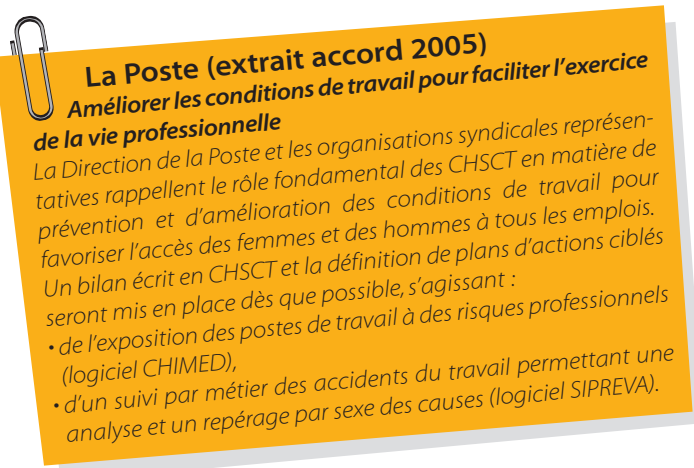 La Poste (extrait accord 2005)
Améliorer les conditions de travail pour faciliter l’exercice
de la vie professionnelle
La Direction de la Poste et les organisations syndicales représen-
tatives rappellent le rôle fondamental des CHSCT en matière de
prévention et d’amélioration des conditions de travail pour
favoriser l’accès des femmes et des hommes à tous les emplois.
Un bilan écrit en CHSCT et la définition de plans d’actions ciblés
seront mis en place dès que possible, s’agissant :
• de l’exposition des postes de travail à des risques professionnels
(logiciel CHIMED),
• d’un suivi par métier des accidents du travail permettant une
analyse et un repérage par sexe des causes (logiciel SIPREVA).